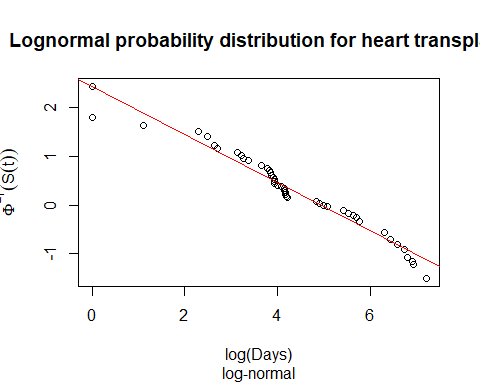 Lognormal probability distribution for heart transpl
Φ⁻¹(S(t))
2
1
0
-1
0 2 4 6
log(Days)
log-normal